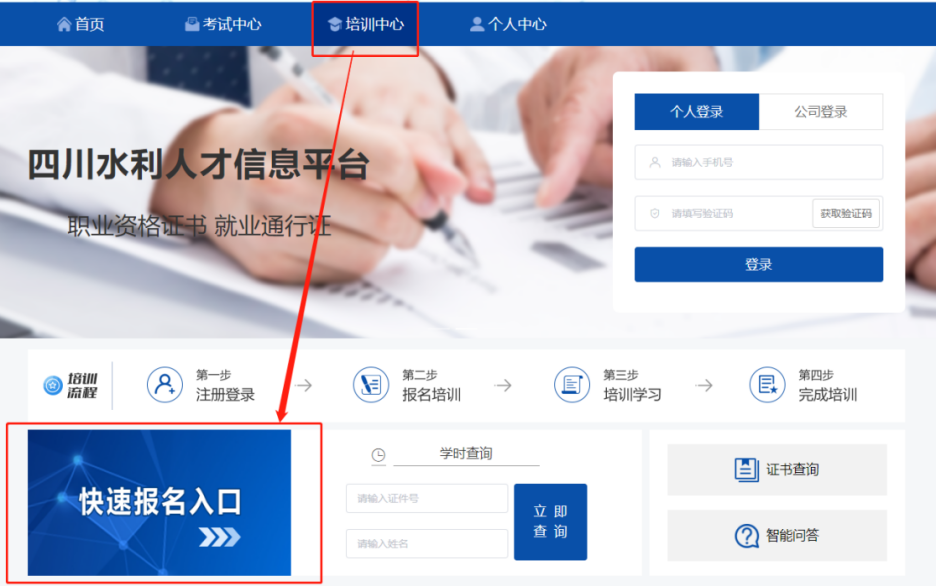 首页
考试中心
培训中心
个人中心
四川水利人才信息平台
职业资格证书 就业通行证
个人登录
公司登录
请输入手机号
请填写验证码
获取验证码
登录
培训
流程
第一步
注册登录
第二步
报名培训
第三步
培训学习
第四步
完成培训
快速报名入口
学时查询
请输入证件号
请输入姓名
立 即
查 询
证书查询
智能问答